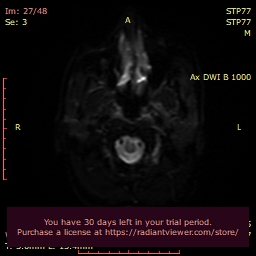 Im: 27/48
Se: 3
A
STP77
STP77
M
Ax DWI B 1000
R
L
You have 30 days left in your trial period.
Purchase a license at https://radiantviewer.com/store/